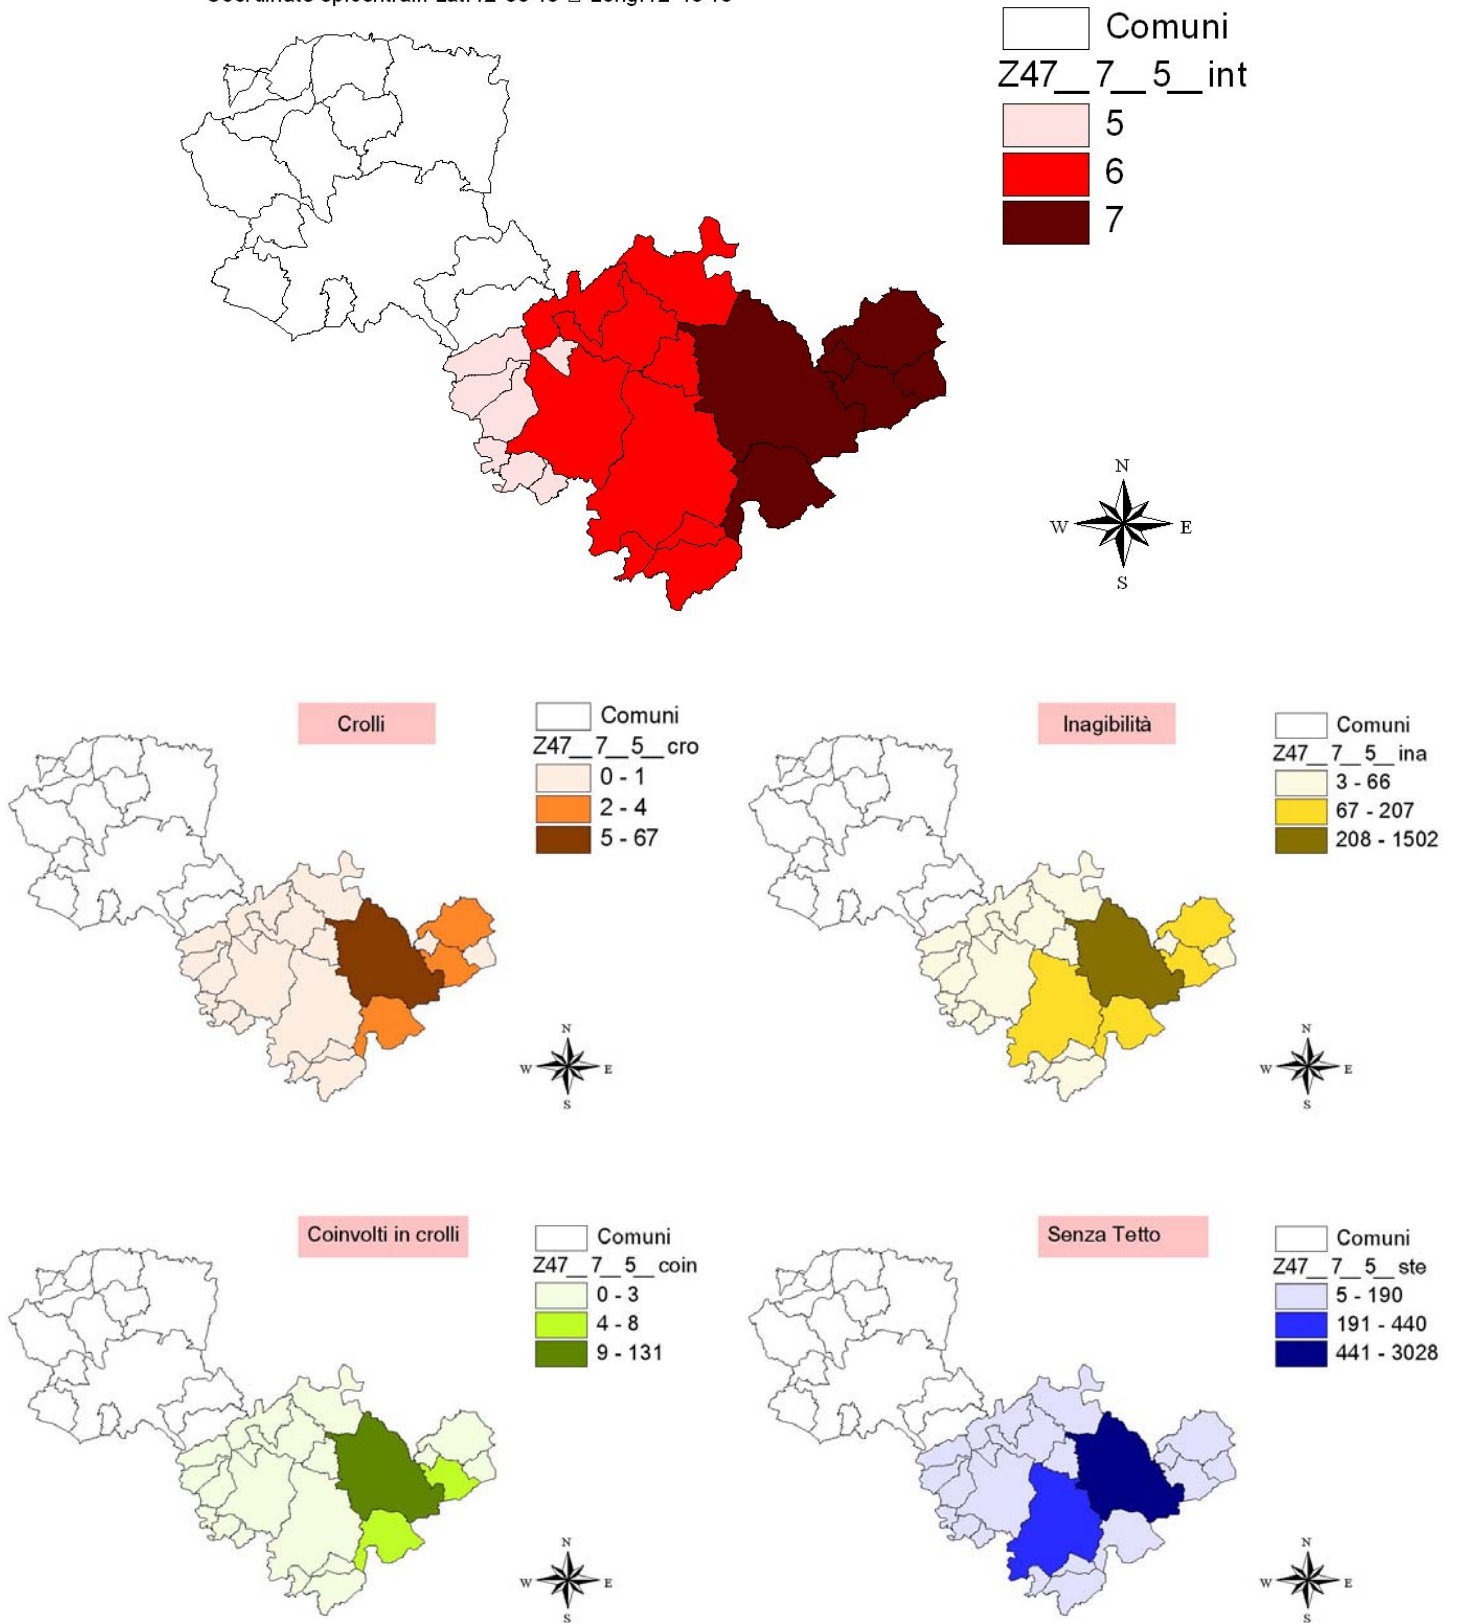 Comuni
Z47__7__5__int
5
6
7
N
W E
S
Crolli
Comuni
Z47__7__5__cro
0 - 1
2 - 4
5 - 67
N
W E
S
Inagibilità
Comuni
Z47__7__5__ina
3 - 66
67 - 207
208 - 1502
N
W E
S
Coinvolti in crolli
Comuni
Z47__7__5__coin
0 - 3
4 - 8
9 - 131
N
W E
S
Senza Tetto
Comuni
Z47__7__5__ste
5 - 190
191 - 440
441 - 3028
N
W E
S